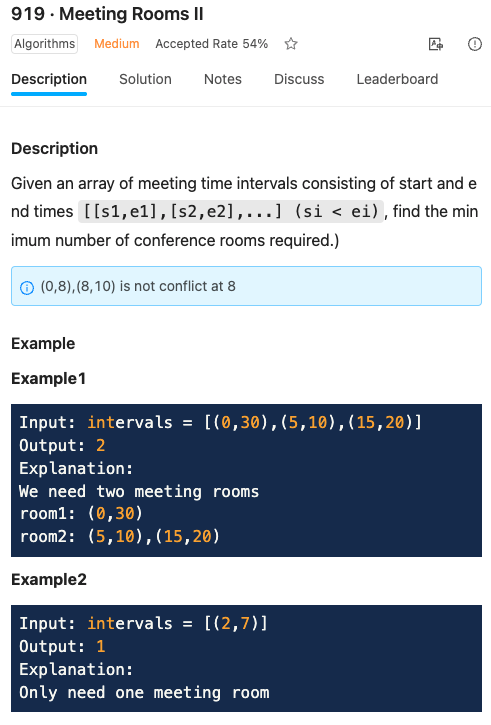 919 · Meeting Rooms II
Algorithms Medium Accepted Rate 54%
Description Solution Notes Discuss Leaderboard
Description
Given an array of meeting time intervals consisting of start and e
nd times [[s1,e1],[s2,e2],...] (si < ei), find the min
imum number of conference rooms required.)
(0,8),(8,10) is not conflict at 8
Example
Example1
Input: intervals = [(0,30),(5,10),(15,20)]
Output: 2
Explanation:
We need two meeting rooms
room1: (0,30)
room2: (5,10),(15,20)
Example2
Input: intervals = [(2,7)]
Output: 1
Explanation:
Only need one meeting room